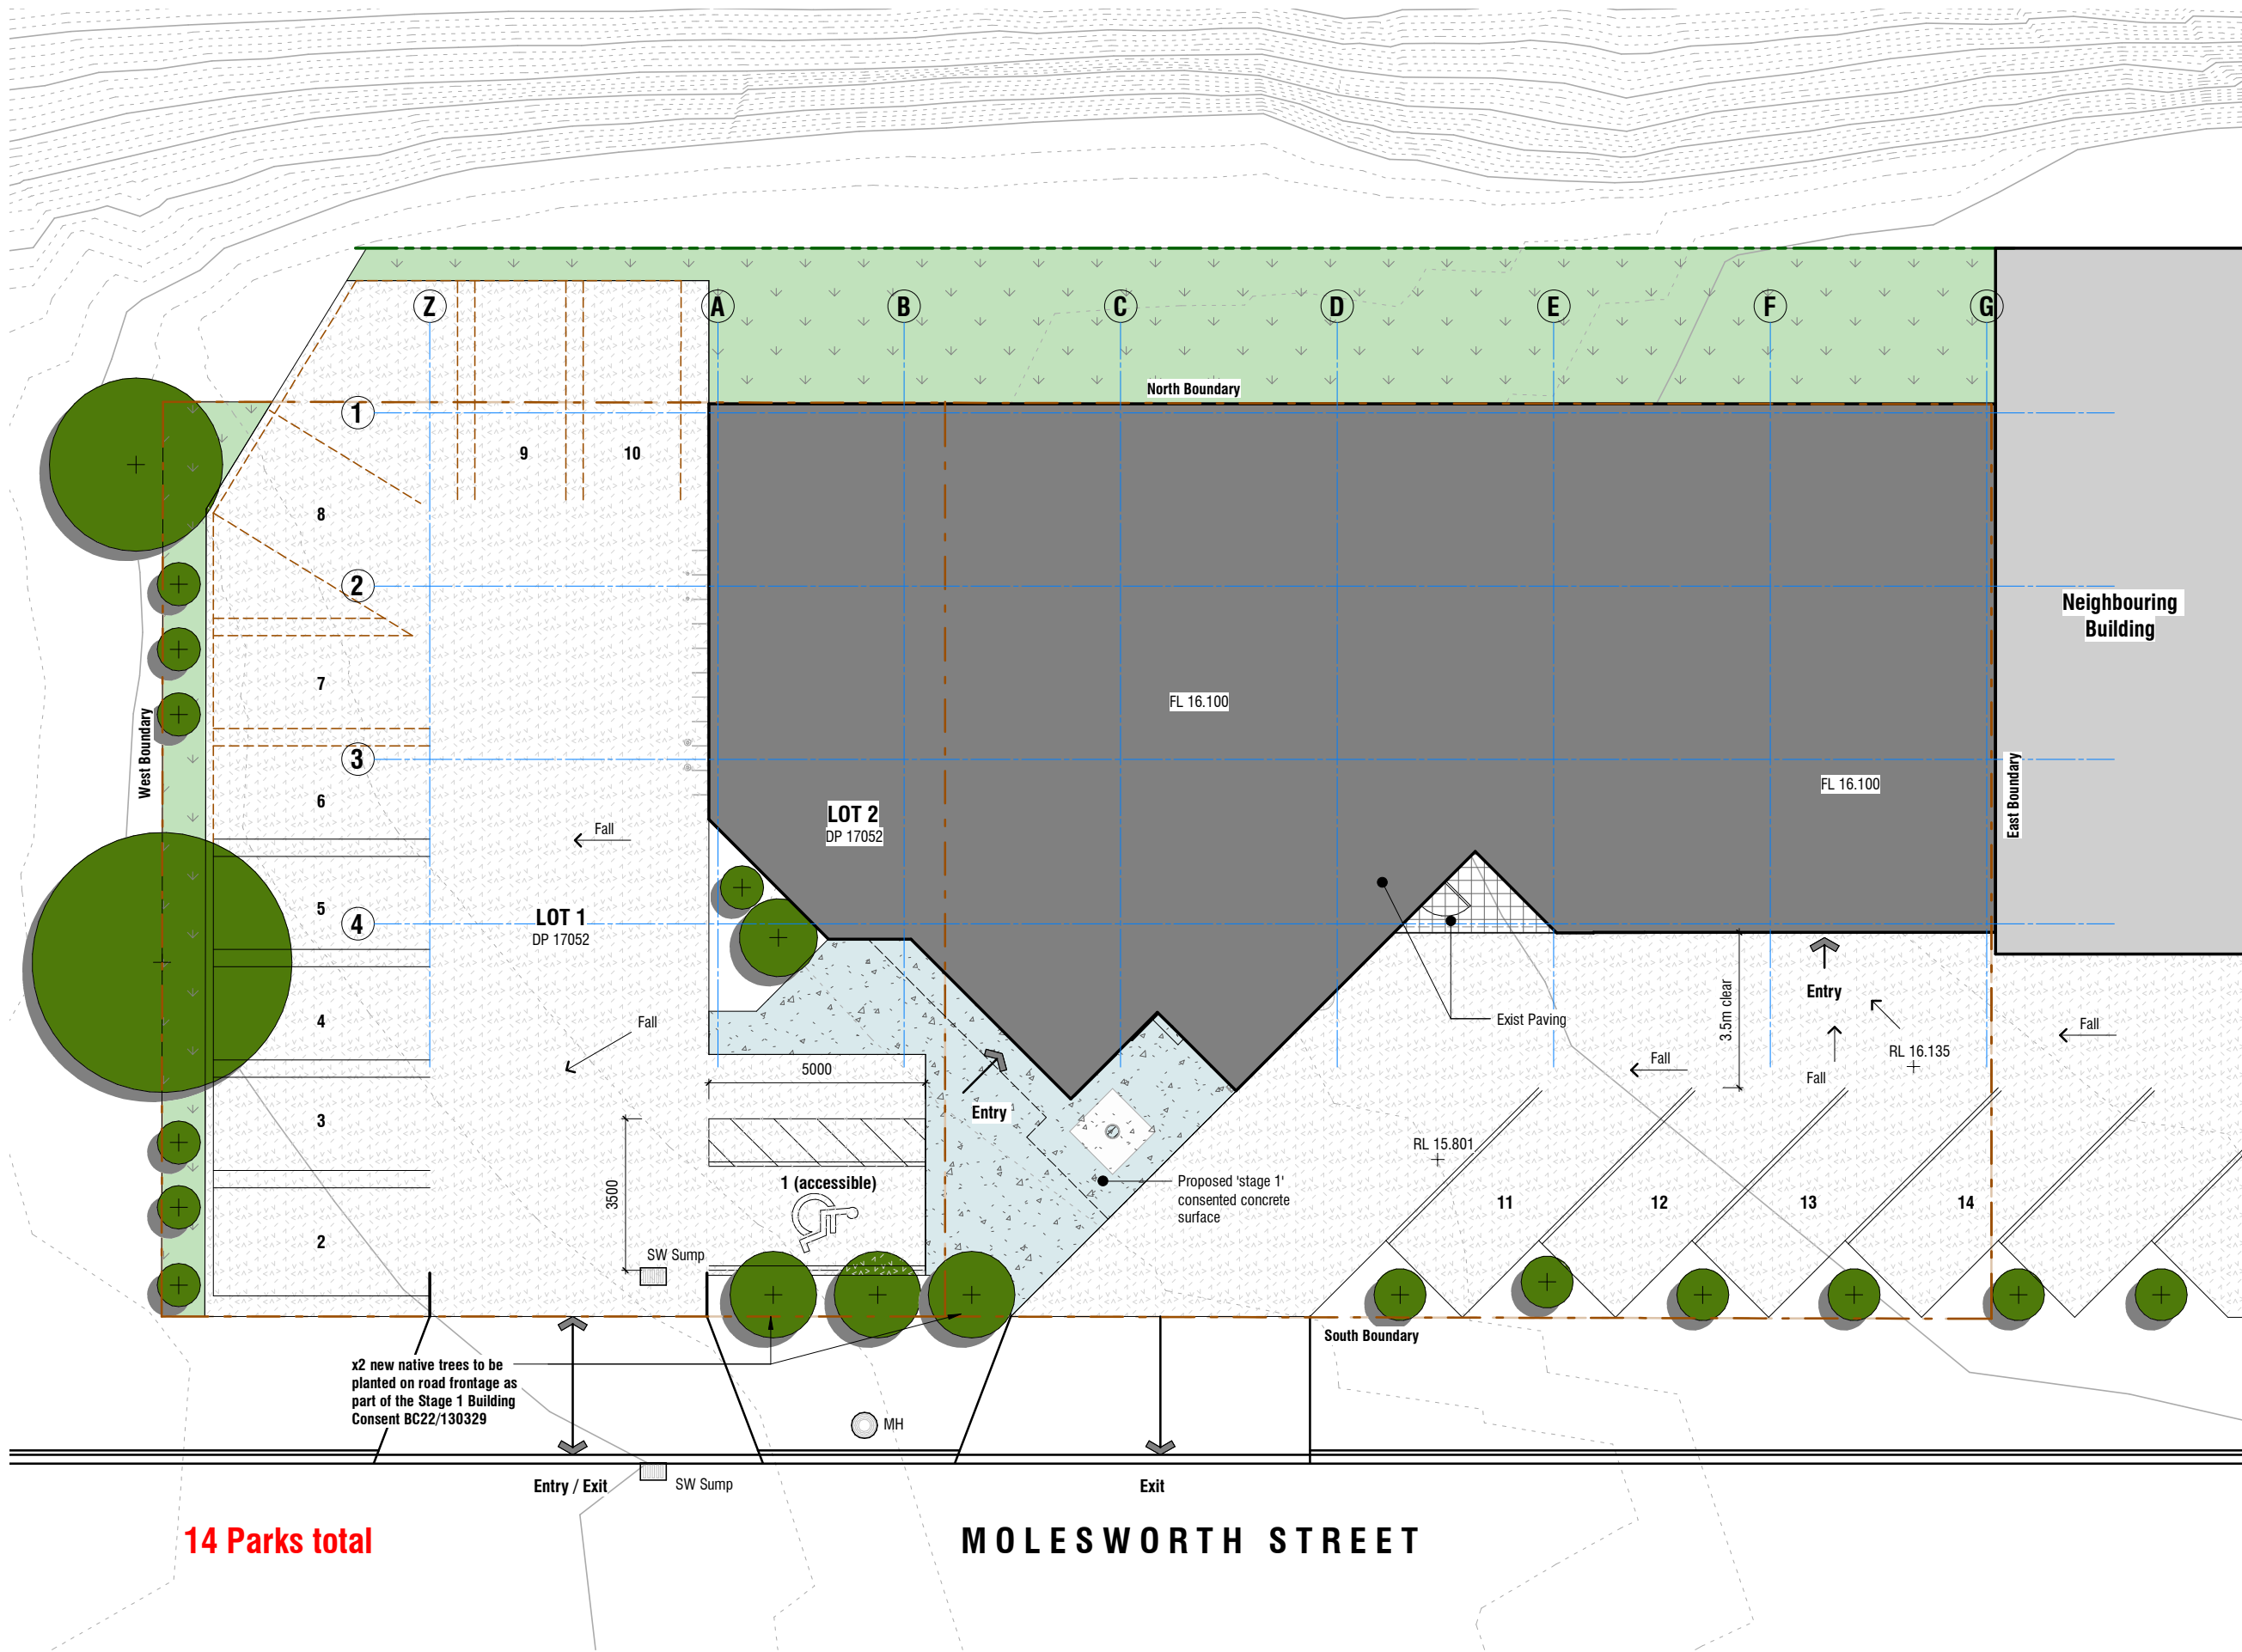 Z
A
B
C
D
E
F
G
North Boundary
1
9
10
8
2
Neighbouring
Building
7
FL 16.100
West Boundary
3
FL 16.100
East Boundary
6
LOT 2
DP 17052
Fall
5
4
LOT 1
DP 17052
Entry
3.5m clear
4
Fall
Exist Paving
Fall
RL 16.135
Fall
Fall
5000
Entry
3
RL 15.801
3500
1 (accessible)
Proposed 'stage 1'
consented concrete
surface
11
12
13
14
2
SW Sump
South Boundary
x2 new native trees to be
planted on road frontage as
part of the Stage 1 Building
Consent BC22/130329
MH
Entry / Exit
SW Sump
Exit
14 Parks total
MOLESWORTH STREET